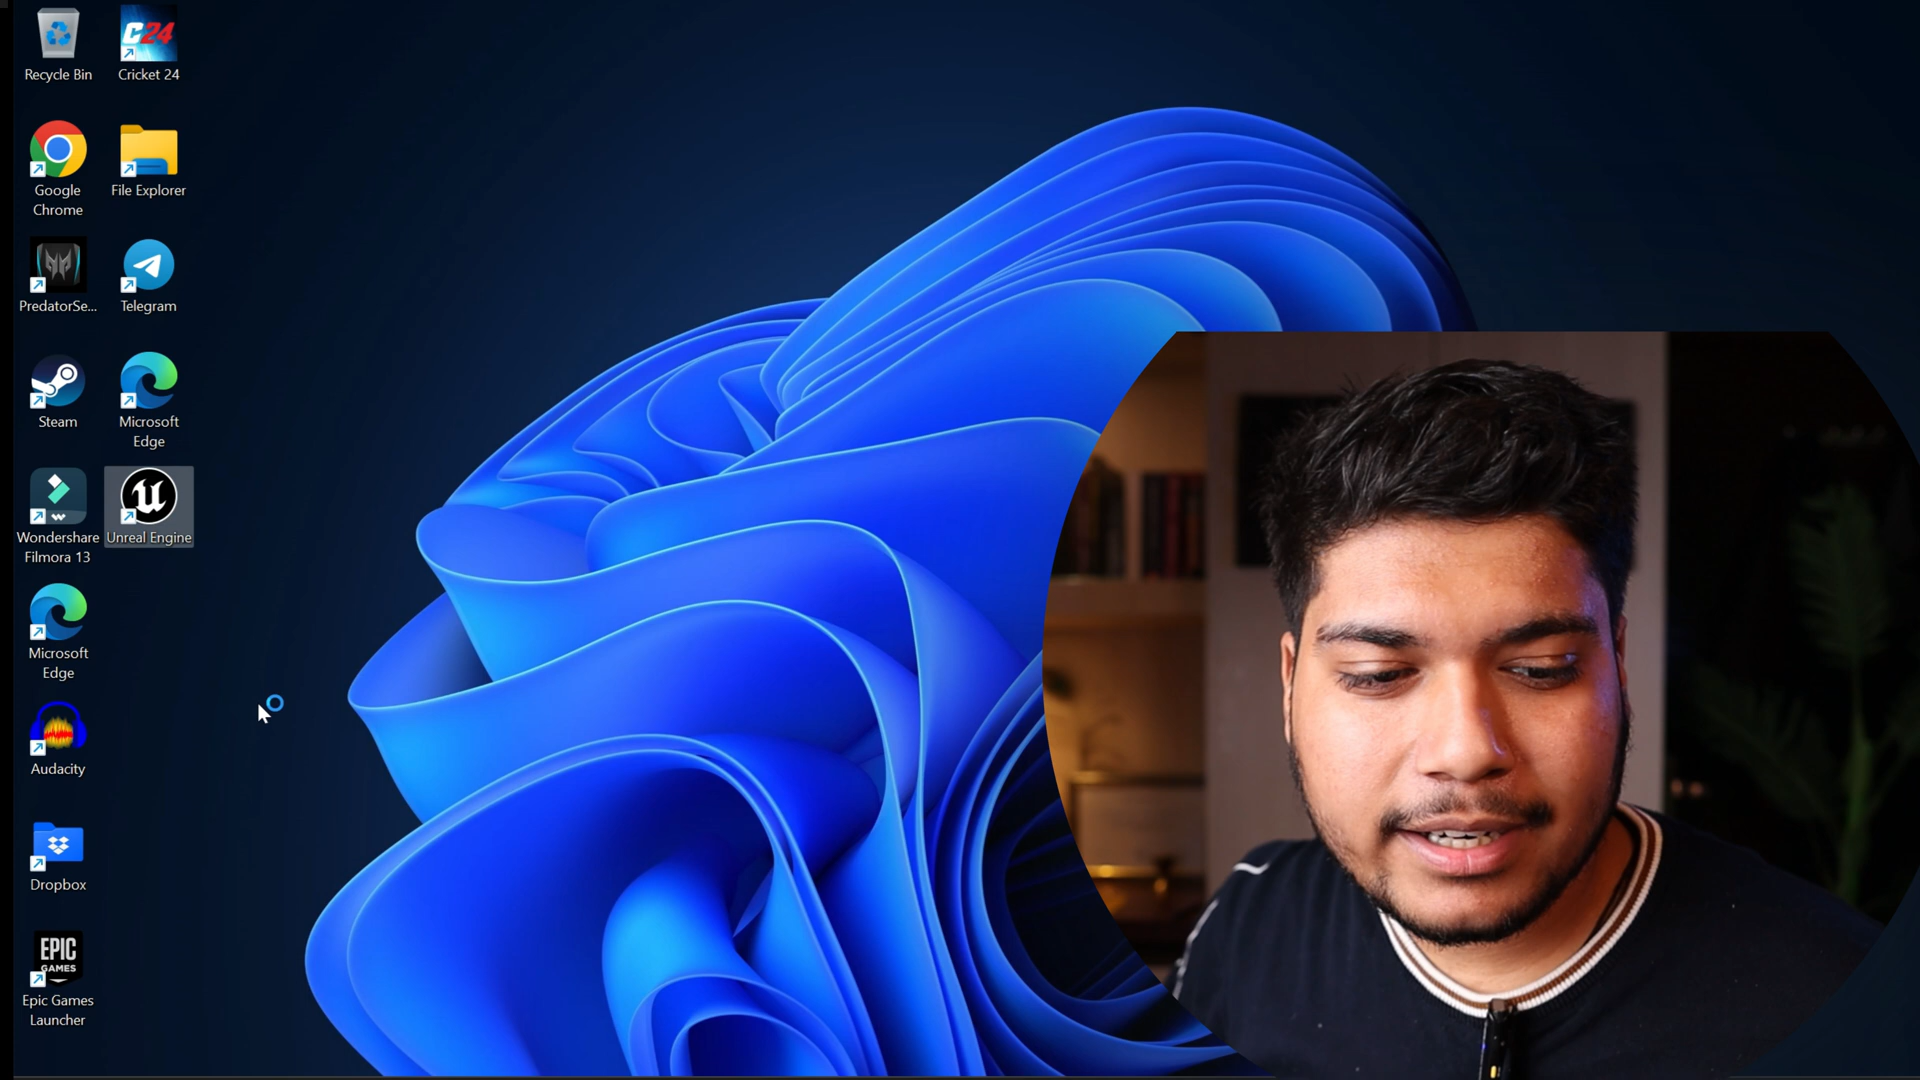 Recycle Bin
C24
Cricket 24
Google
Chrome
File Explorer
PredatorSe...
Telegram
Steam
Microsoft
Edge
Wondershare
Filmora 13
Unreal Engine
Microsoft
Edge
Audacity
Dropbox
EPIC
GAMES
Epic Games
Launcher